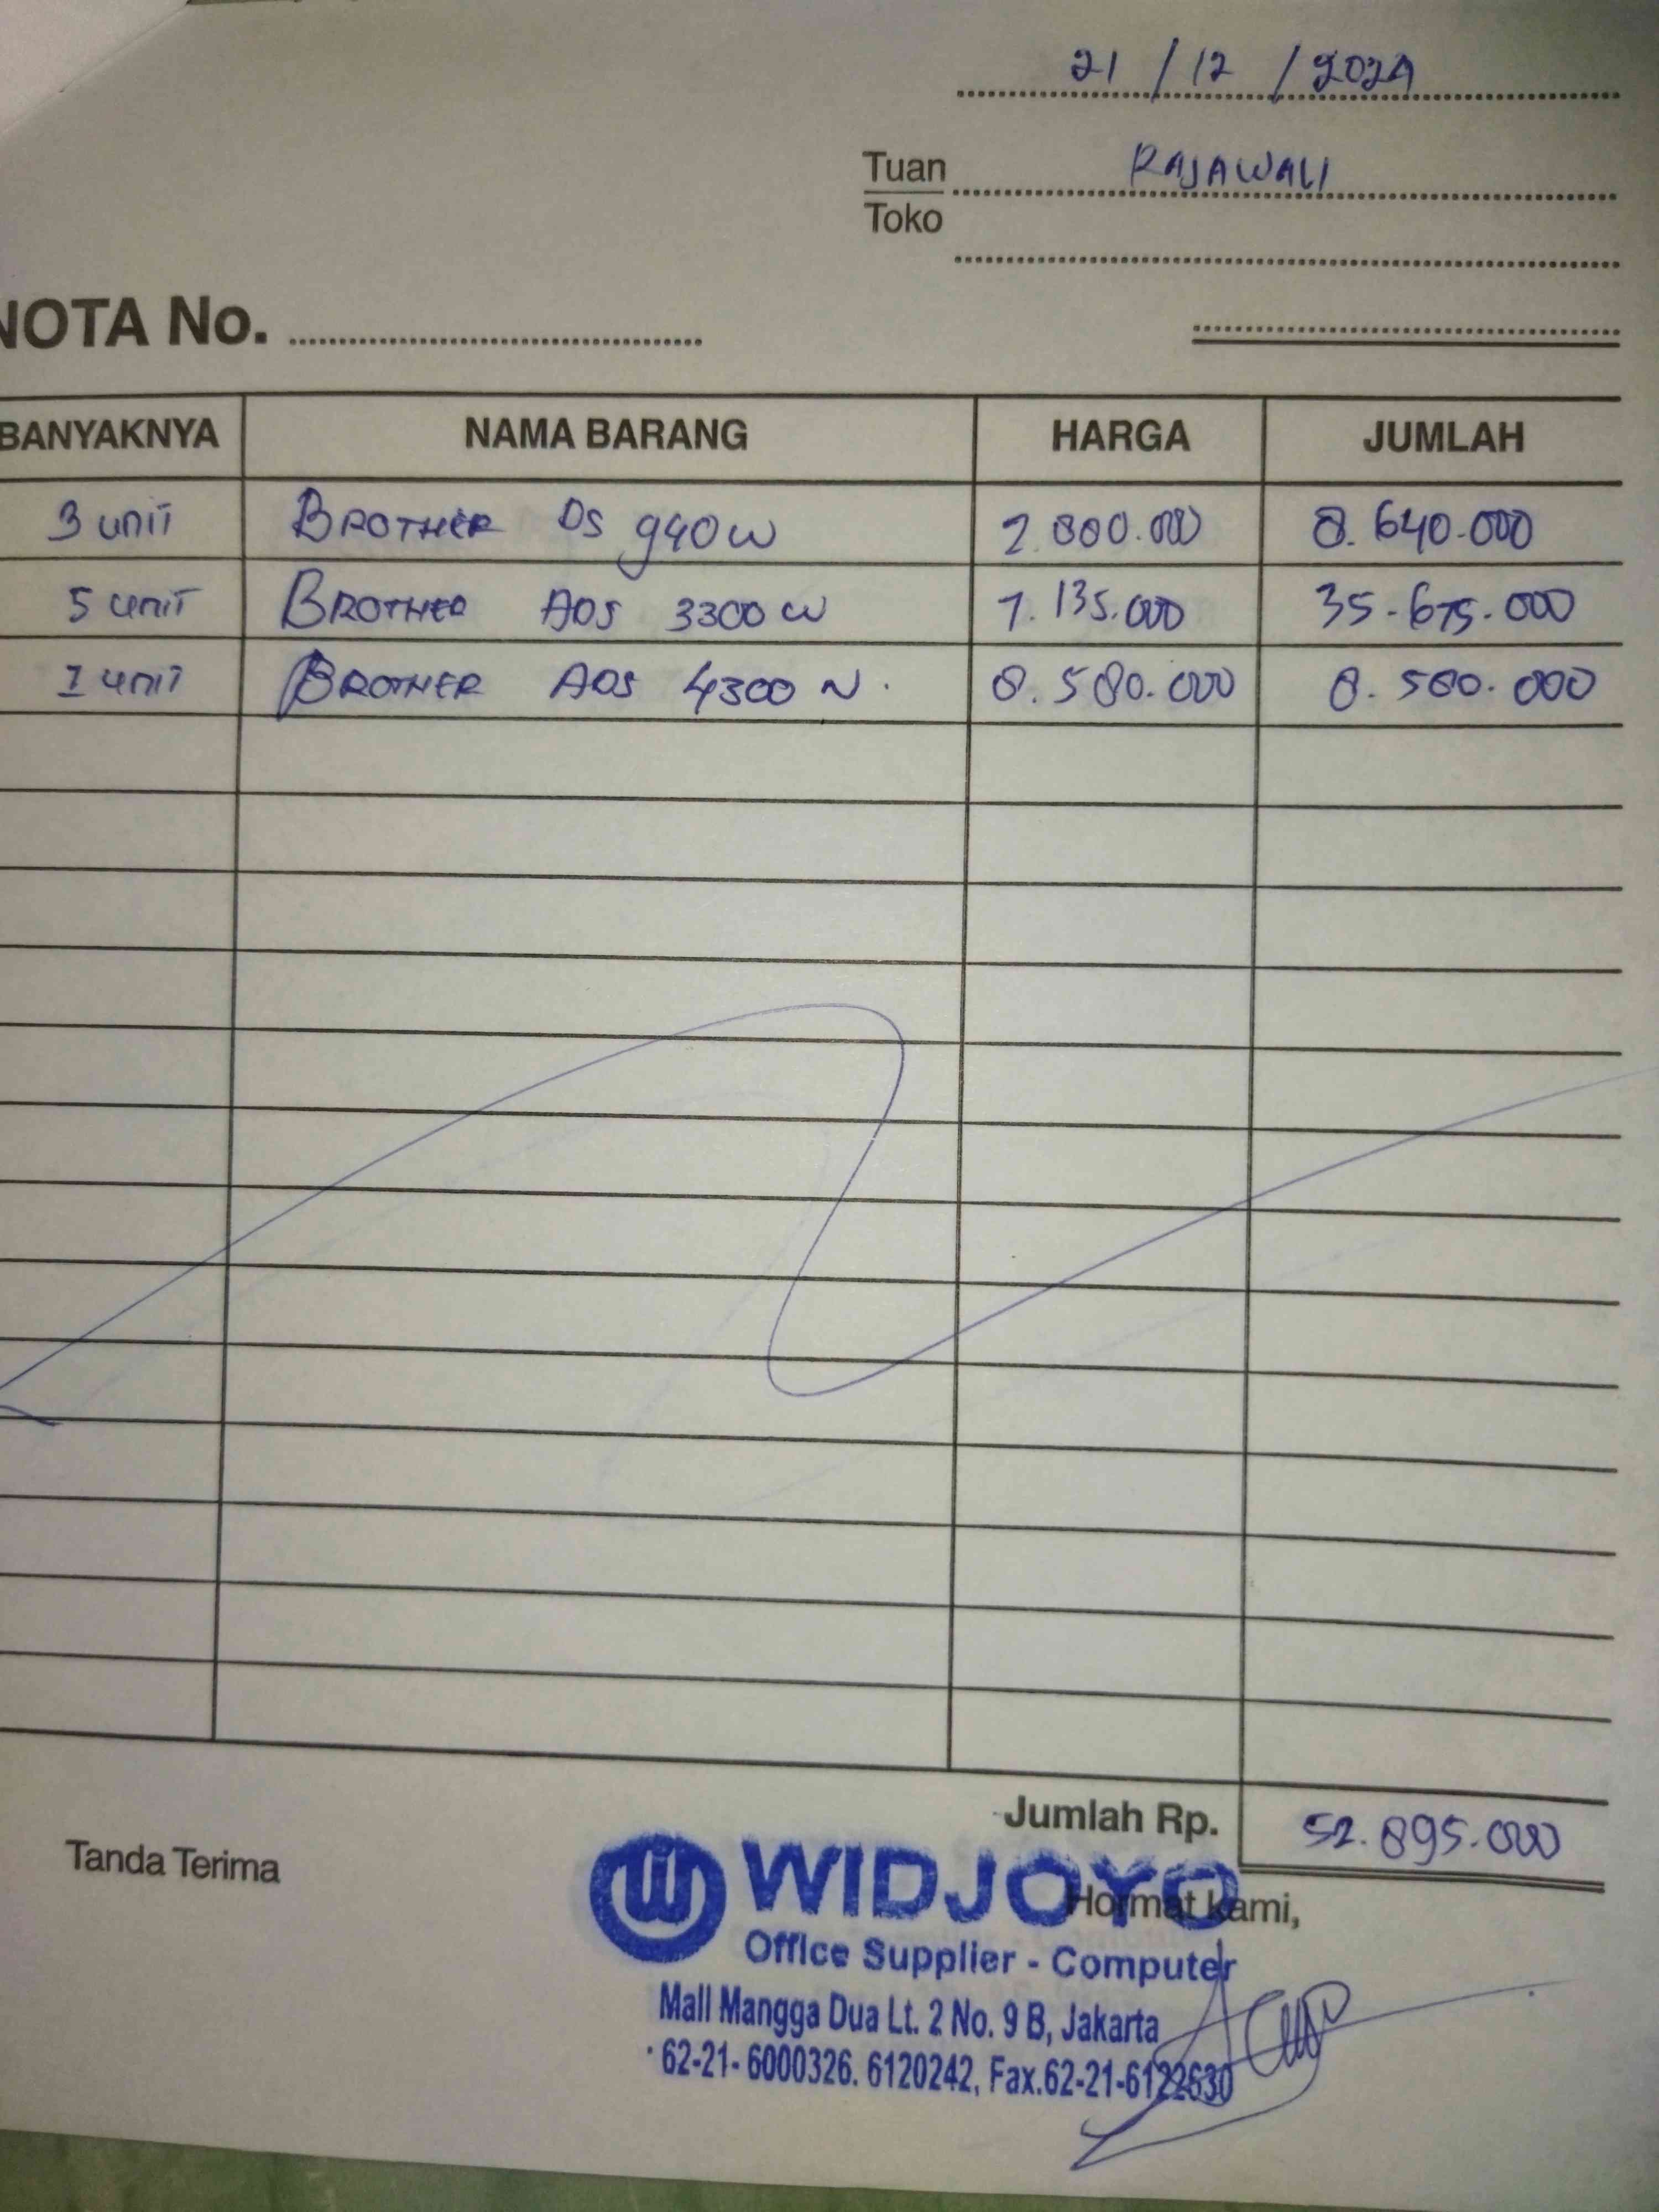 21 / 12 / 2024
Tuan RAJAWALI
Toko
NOTA No.
BANYAKNYA NAMA BARANG HARGA JUMLAH
3 unit BROTHER DS 940W 2.880.000 8.640.000
5 unit BROTHER ADS 3300 W 7.135.000 35.675.000
1 unit BROTHER ADS 4300 N. 8.580.000 8.580.000
Jumlah Rp. 52.895.000
Tanda Terima
Hormat kami,
WIDJOYO
Office Supplier - Computer
Mall Mangga Dua Lt. 2 No. 9 B, Jakarta
62-21- 6000326. 6120242, Fax.62-21-6122630